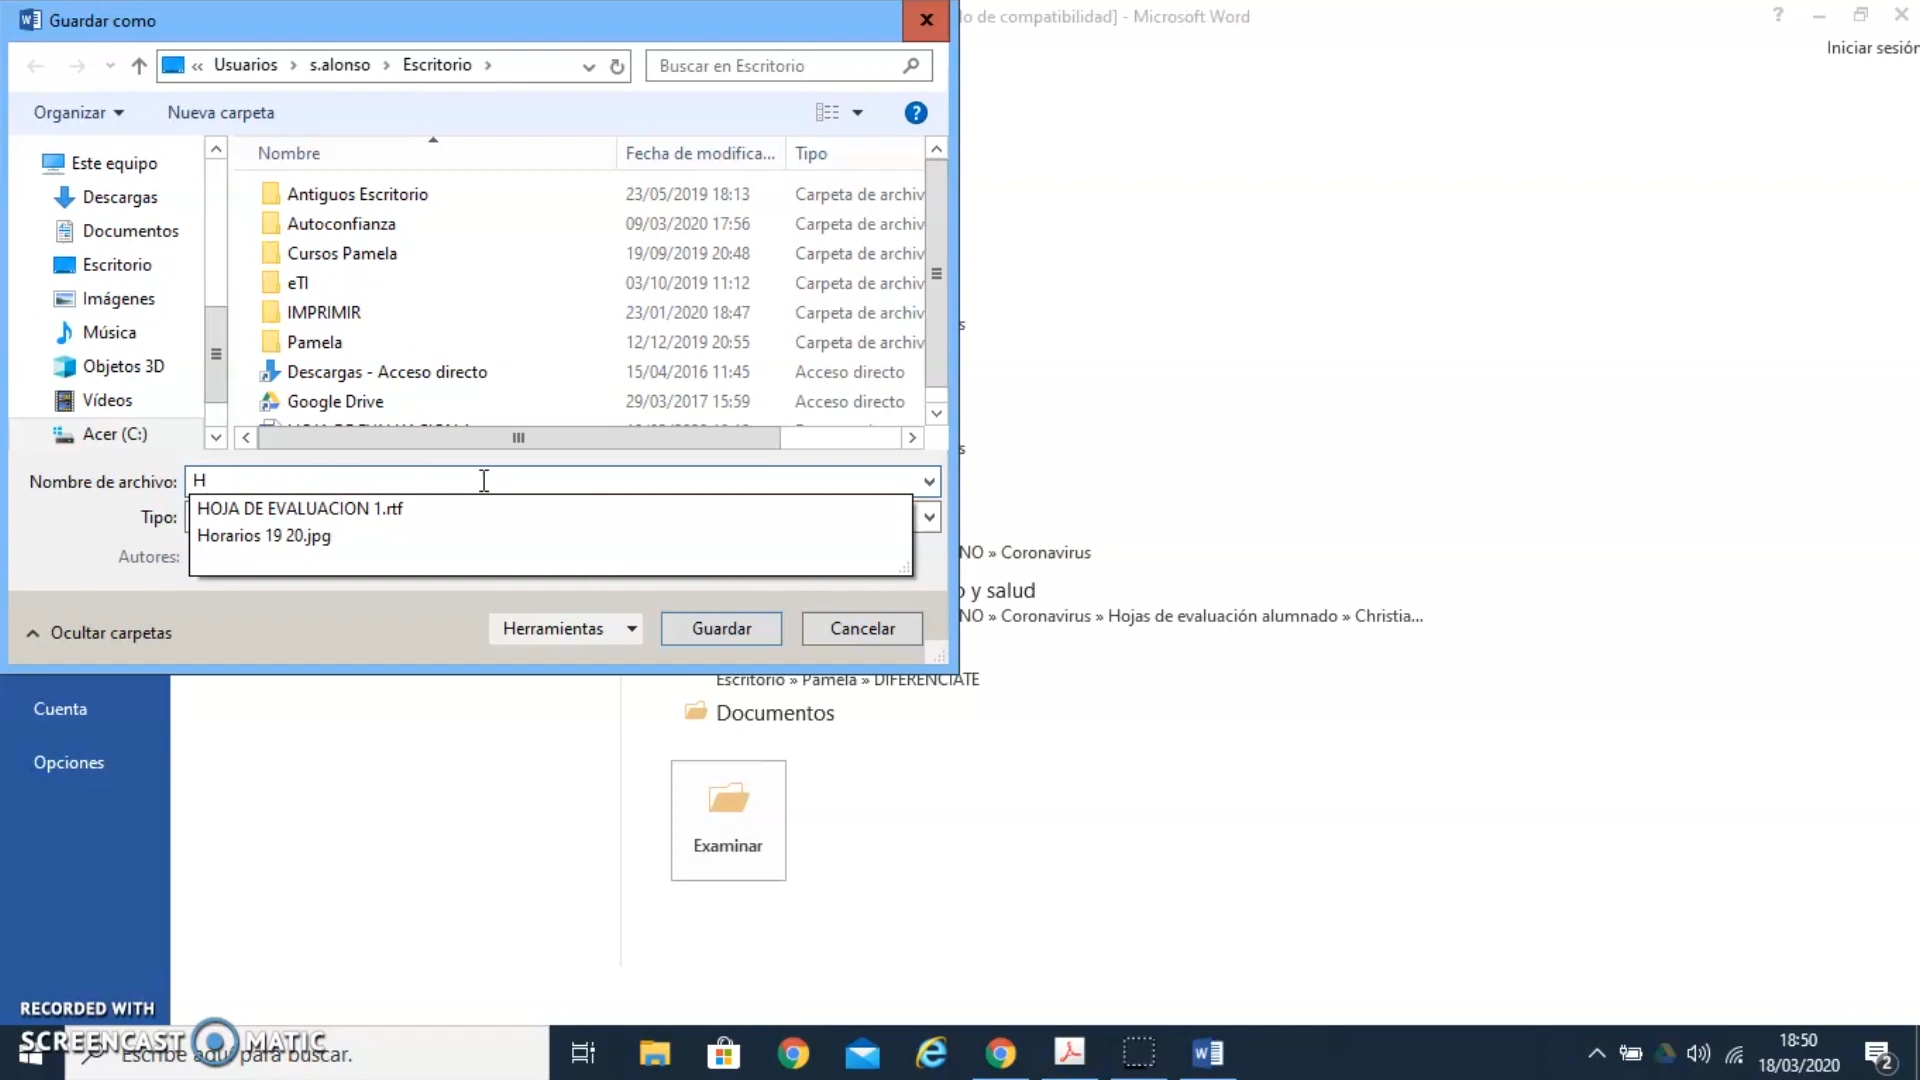 Guardar como
lo de compatibilidad] - Microsoft Word
Iniciar sesión
« Usuarios > s.alonso > Escritorio >
Buscar en Escritorio
Organizar
Nueva carpeta
Nombre
Fecha de modifica...
Tipo
Este equipo
Descargas
Documentos
Escritorio
Imágenes
Música
Objetos 3D
Vídeos
Acer (C:)
Antiguos Escritorio 23/05/2019 18:13 Carpeta de archiv
Autoconfianza 09/03/2020 17:56 Carpeta de archiv
Cursos Pamela 19/09/2019 20:48 Carpeta de archiv
eTI 03/10/2019 11:12 Carpeta de archiv
IMPRIMIR 23/01/2020 18:47 Carpeta de archiv
Pamela 12/12/2019 20:55 Carpeta de archiv
Descargas - Acceso directo 15/04/2016 11:45 Acceso directo
Google Drive 29/03/2017 15:59 Acceso directo
Nombre de archivo: H
HOJA DE EVALUACION 1.rtf
Horarios 19 20.jpg
Tipo:
Autores:
Ocultar carpetas
Herramientas
Guardar
Cancelar
s
s
NO » Coronavirus
o y salud
NO » Coronavirus » Hojas de evaluación alumnado » Christia...
Escritorio » Pamela » DIFERENCIATE
Documentos
Examinar
Cuenta
Opciones
RECORDED WITH
SCREENCAST MATIC
Escribe aquí para buscar.
18:50
18/03/2020
2